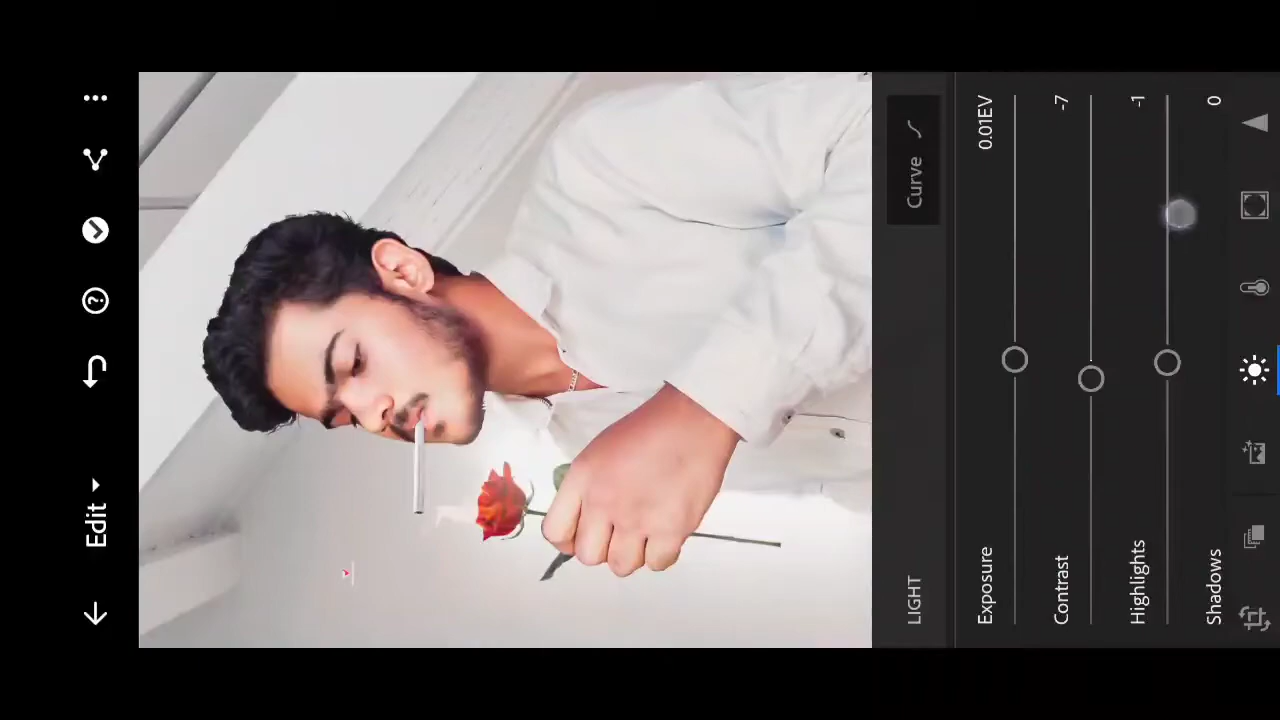 Edit
LIGHT
Curve
Exposure 0.01EV
Contrast -7
Highlights -1
Shadows 0